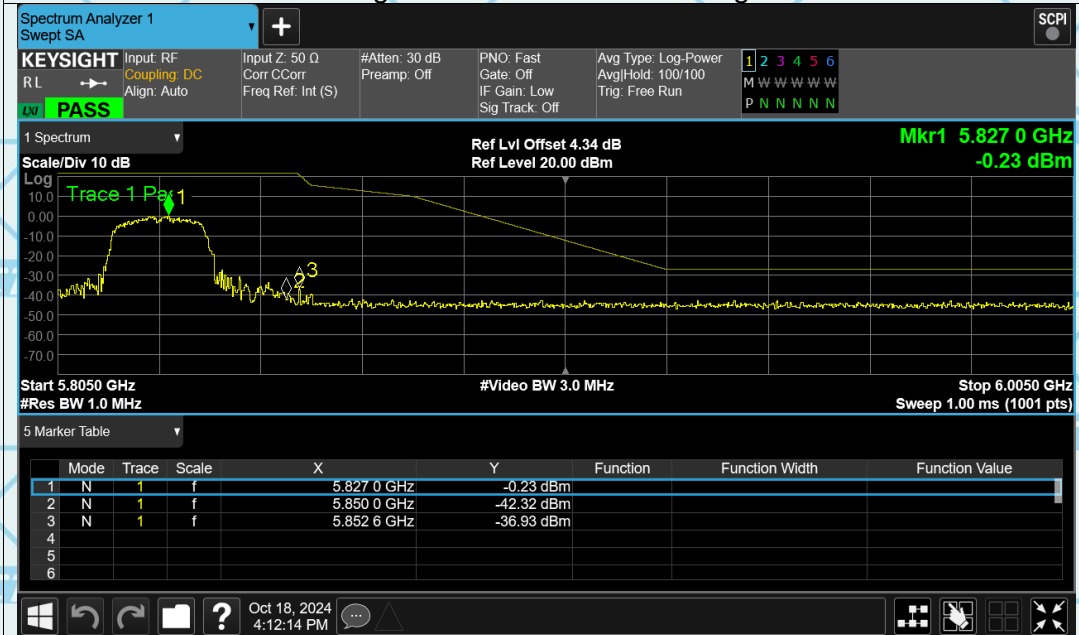 Spectrum Analyzer 1
Swept SA
+
SCPI
KEYSIGHT
RL
LXI PASS
Input: RF
Coupling: DC
Align: Auto
Input Z: 50 Ω
Corr CCorr
Freq Ref: Int (S)
#Atten: 30 dB
Preamp: Off
PNO: Fast
Gate: Off
IF Gain: Low
Sig Track: Off
Avg Type: Log-Power
Avg|Hold: 100/100
Trig: Free Run
1 2 3 4 5 6
M W W W W W
P N N N N N
1 Spectrum
Scale/Div 10 dB
Ref Lvl Offset 4.34 dB
Ref Level 20.00 dBm
Mkr1 5.827 0 GHz
-0.23 dBm
Log
Trace 1 Pa
1
10.0
0.00
-10.0
-20.0
-30.0
-40.0
-50.0
-60.0
-70.0
2
3
Start 5.8050 GHz
#Video BW 3.0 MHz
Stop 6.0050 GHz
#Res BW 1.0 MHz
Sweep 1.00 ms (1001 pts)
5 Marker Table
Mode Trace Scale X Y Function Function Width Function Value
1 N 1 f 5.827 0 GHz -0.23 dBm
2 N 1 f 5.850 0 GHz -42.32 dBm
3 N 1 f 5.852 6 GHz -36.93 dBm
4
5
6
?
Oct 18, 2024
4:12:14 PM